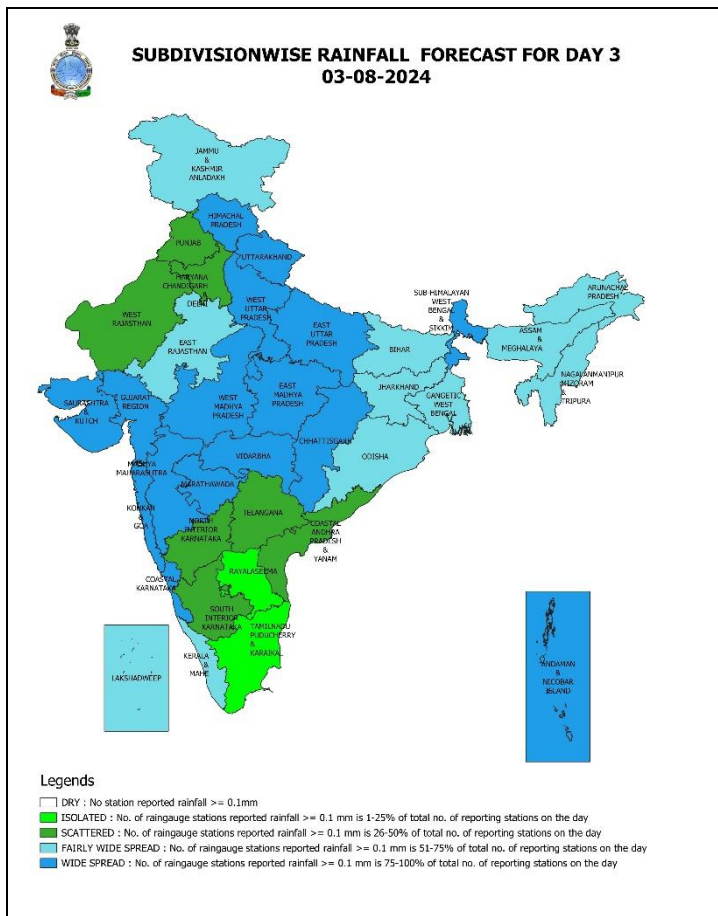 SUBDIVISIONWISE RAINFALL FORECAST FOR DAY 3
03-08-2024
JAMMU
&
KASHMIR
ANLADAKH
HIMACHAL
PRADESH
PUNJAB
UTTARAKHAND
HARYANA
CHANDIGARH
&
DELHI
WEST
RAJASTHAN
WEST
UTTAR
PRADESH
EAST
RAJASTHAN
EAST
UTTAR
PRADESH
SUB-HIMALAYAN
WEST
BENGAL
&
SIKKIM
ARUNACHAL
PRADESH
ASSAM
&
MEGHALAYA
NAGALANMANIPUR
MIZORAM
&
TRIPURA
BIHAR
JHARKHAND
GANGETIC
WEST
BENGAL
SAURASHTRA
&
KUTCH
GUJARAT
REGION
WEST
MADHYA
PRADESH
EAST
MADHYA
PRADESH
CHHATTISGARH
ODISHA
VIDARBHA
MADHYA
MAHARASHTRA
MARATHAWADA
KONKAN
&
GOA
TELANGANA
NORTH
INTERIOR
KARNATAKA
COASTAL
ANDHRA
PRADESH
&
YANAM
RAYALASEEMA
COASTAL
KARNATAKA
SOUTH
INTERIOR
KARNATAKA
TAMILNADU
PUDUCHERRY
&
KARAIKAL
KERALA
&
MAHE
LAKSHADWEEP
ANDAMAN
&
NICOBAR
ISLAND
Legends
DRY : No station reported rainfall >= 0.1mm
ISOLATED : No. of raingauge stations reported rainfall >= 0.1 mm is 1-25% of total no. of reporting stations on the day
SCATTERED : No. of raingauge stations reported rainfall >= 0.1 mm is 26-50% of total no. of reporting stations on the day
FAIRLY WIDE SPREAD : No. of raingauge stations reported rainfall >= 0.1 mm is 51-75% of total no. of reporting stations on the day
WIDE SPREAD : No. of raingauge stations reported rainfall >= 0.1 mm is 75-100% of total no. of reporting stations on the day